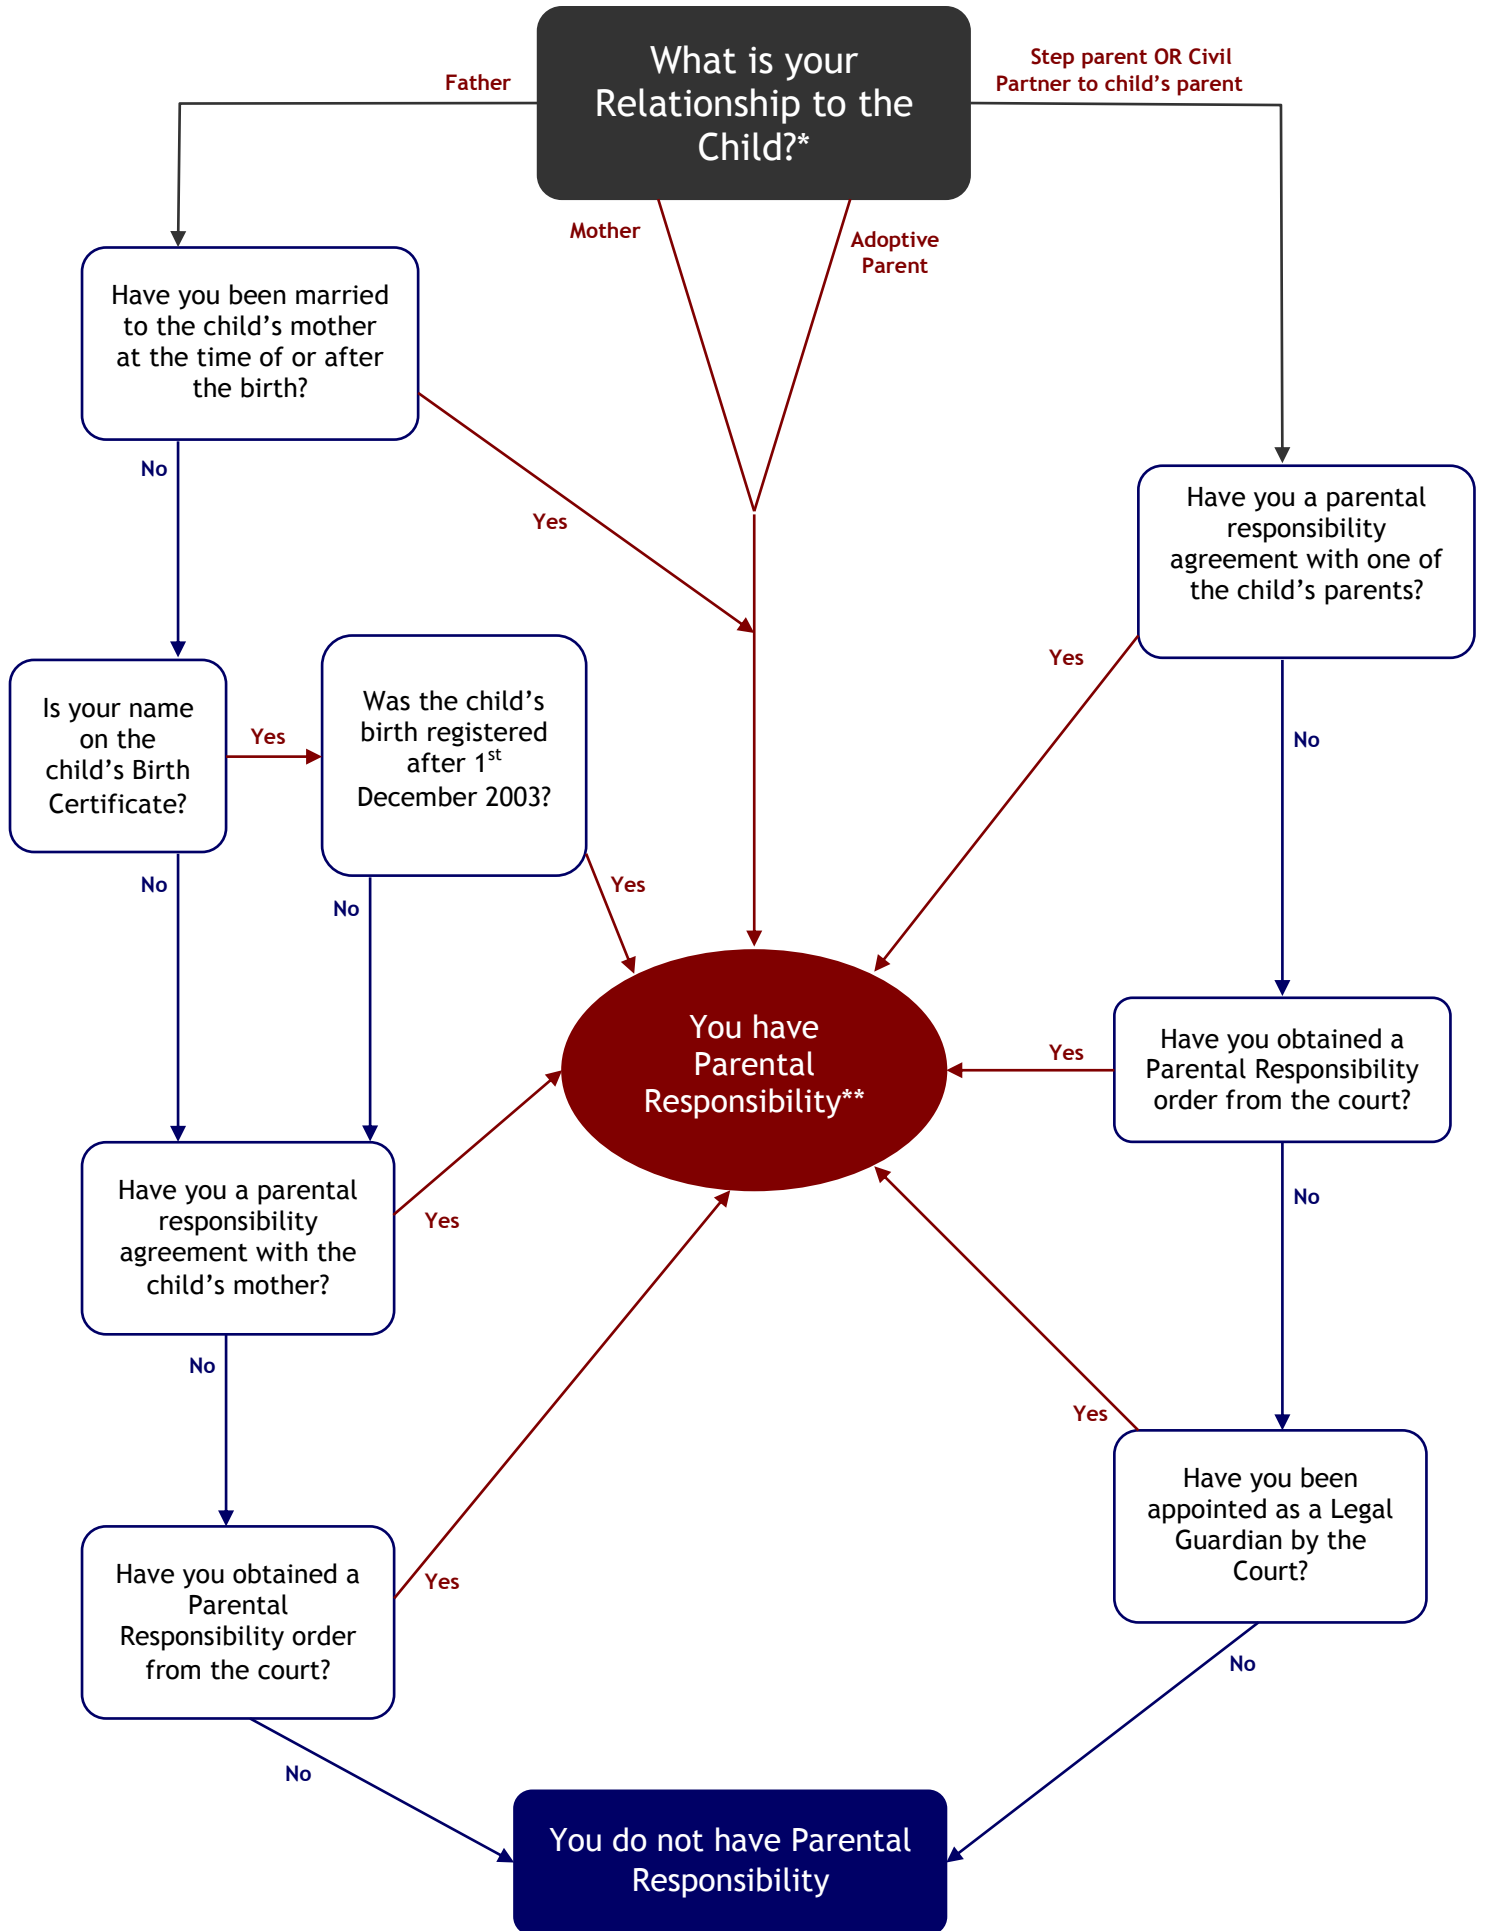 What is your
Relationship to the
Child?*
Father
Step parent OR Civil
Partner to child’s parent
Mother
Adoptive
Parent
Have you been married
to the child’s mother
at the time of or after
the birth?
No
Yes
Have you a parental
responsibility
agreement with one of
the child’s parents?
Yes
No
Is your name
on the
child’s Birth
Certificate?
Yes
Was the child’s
birth registered
after 1st
December 2003?
No
No
Yes
You have
Parental
Responsibility**
Yes
Have you obtained a
Parental Responsibility
order from the court?
No
Have you a parental
responsibility
agreement with the
child’s mother?
Yes
No
Yes
Have you been
appointed as a Legal
Guardian by the
Court?
Have you obtained a
Parental
Responsibility order
from the court?
Yes
No
No
You do not have Parental
Responsibility